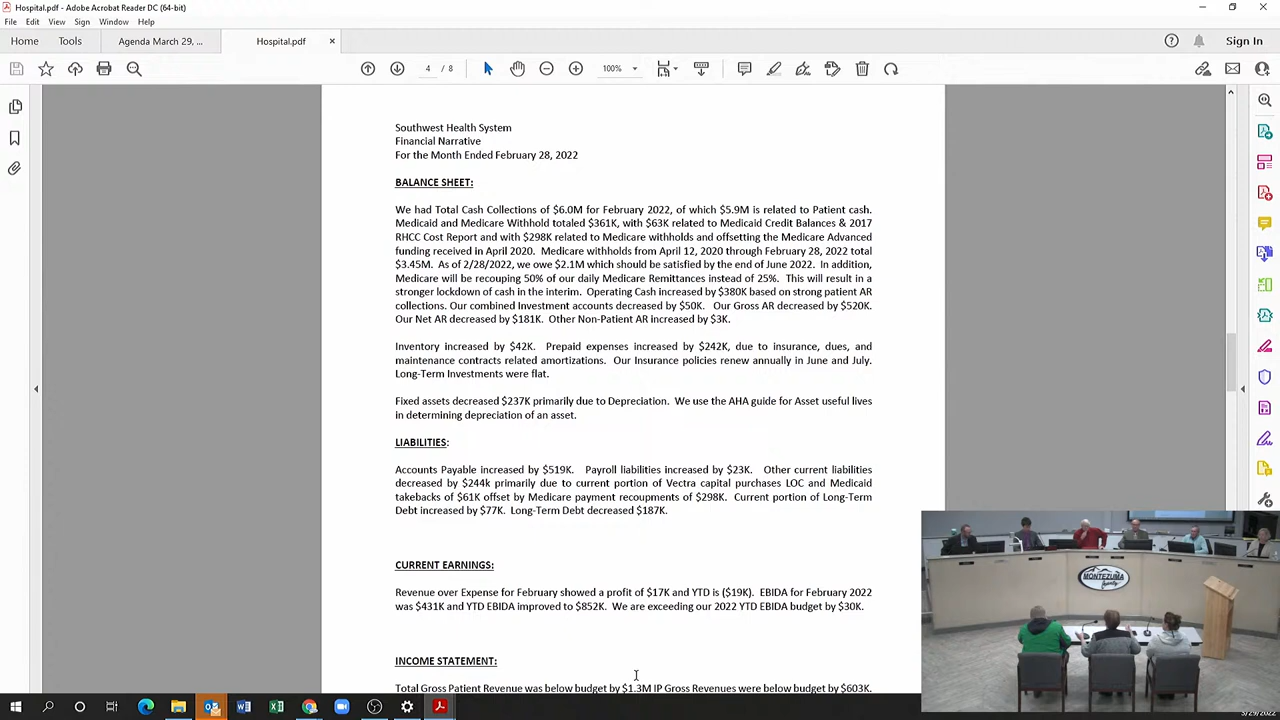 Hospital.pdf - Adobe Acrobat Reader DC (64-bit)
File Edit View Sign Window Help
Home Tools Agenda March 29, ... Hospital.pdf × Sign In
4 / 8 100%
Southwest Health System
Financial Narrative
For the Month Ended February 28, 2022
BALANCE SHEET:
We had Total Cash Collections of $6.0M for February 2022, of which $5.9M is related to Patient cash.
Medicaid and Medicare Withhold totaled $361K, with $63K related to Medicaid Credit Balances & 2017
RHCC Cost Report and with $298K related to Medicare withholds and offsetting the Medicare Advanced
funding received in April 2020. Medicare withholds from April 12, 2020 through February 28, 2022 total
$3.45M. As of 2/28/2022, we owe $2.1M which should be satisfied by the end of June 2022. In addition,
Medicare will be recouping 50% of our daily Medicare Remittances instead of 25%. This will result in a
stronger lockdown of cash in the interim. Operating Cash increased by $380K based on strong patient AR
collections. Our combined Investment accounts decreased by $50K. Our Gross AR decreased by $520K.
Our Net AR decreased by $181K. Other Non-Patient AR increased by $3K.
Inventory increased by $42K. Prepaid expenses increased by $242K, due to insurance, dues, and
maintenance contracts related amortizations. Our Insurance policies renew annually in June and July.
Long-Term Investments were flat.
Fixed assets decreased $237K primarily due to Depreciation. We use the AHA guide for Asset useful lives
in determining depreciation of an asset.
LIABILITIES:
Accounts Payable increased by $519K. Payroll liabilities increased by $23K. Other current liabilities
decreased by $244k primarily due to current portion of Vectra capital purchases LOC and Medicaid
takebacks of $61K offset by Medicare payment recoupments of $298K. Current portion of Long-Term
Debt increased by $77K. Long-Term Debt decreased $187K.
CURRENT EARNINGS:
Revenue over Expense for February showed a profit of $17K and YTD is ($19K). EBIDA for February 2022
was $431K and YTD EBIDA improved to $852K. We are exceeding our 2022 YTD EBIDA budget by $30K.
INCOME STATEMENT:
Total Gross Patient Revenue was below budget by $1.3M IP Gross Revenues were below budget by $603K.
MONTEZUMA
County
3/29/2022